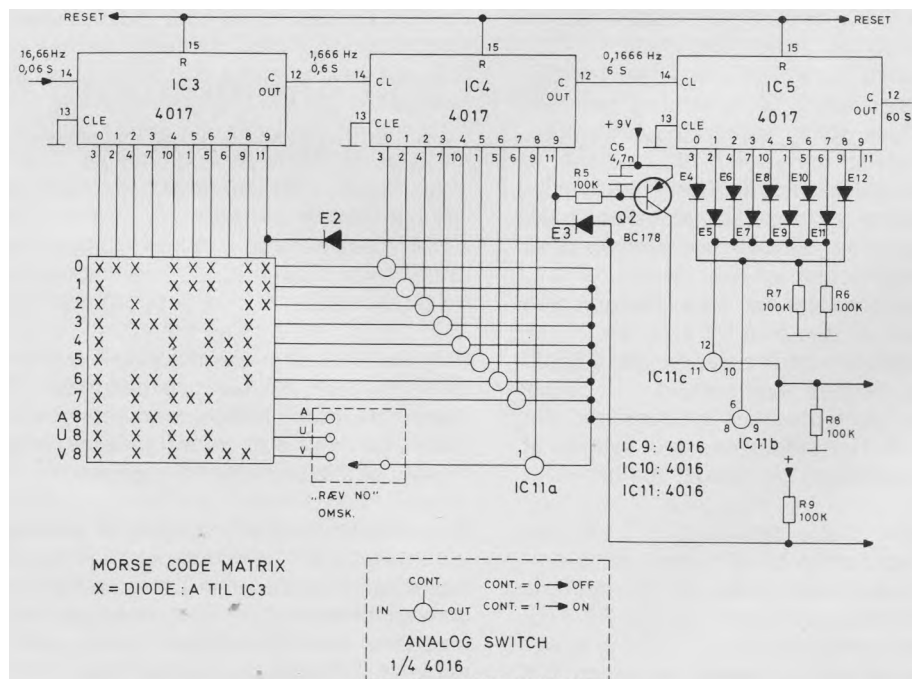 RESET
RESET
16,66Hz
0,06S
14
15
R
IC3
4017
C
OUT
12
13
CLE
0 1 2 3 4 5 6 7 8 9
3 2 4 7 10 1 5 6 9 11
1,666Hz
0,6S
14
CL
15
R
IC4
4017
C
OUT
12
13
CLE
0 1 2 3 4 5 6 7 8 9
3 2 4 7 10 1 5 6 9 11
0,1666Hz
6 S
14
CL
15
R
IC5
4017
C
OUT
12
60 S
13
CLE
0 1 2 3 4 5 6 7 8 9
3 2 4 7 10 1 5 6 9 11
+9V
C6
4,7n
R5
100K
Q2
BC178
E2
E3
E4 E6 E8 E10 E12
E5 E7 E9 E11
R7
100K
R6
100K
0 X X X X X X X X
1 X X X X X X
2 X X X X X X
3 X X X X X
4 X X X X X
5 X X X X X
6 X X X X X
7 X X X X
A 8 X X X X X
U 8 X X X X X
V 8 X X X X X
A
U
V
„RÆV NO"
OMSK.
1
IC11a
12
11 10
IC11c
6
8 9
IC11b
R8
100K
IC9: 4016
IC10: 4016
IC11: 4016
+
R9
100K
MORSE CODE MATRIX
X = DIODE : A TIL IC3
CONT.
IN OUT
CONT. = 0 OFF
CONT. = 1 ON
ANALOG SWITCH
1/4 4016